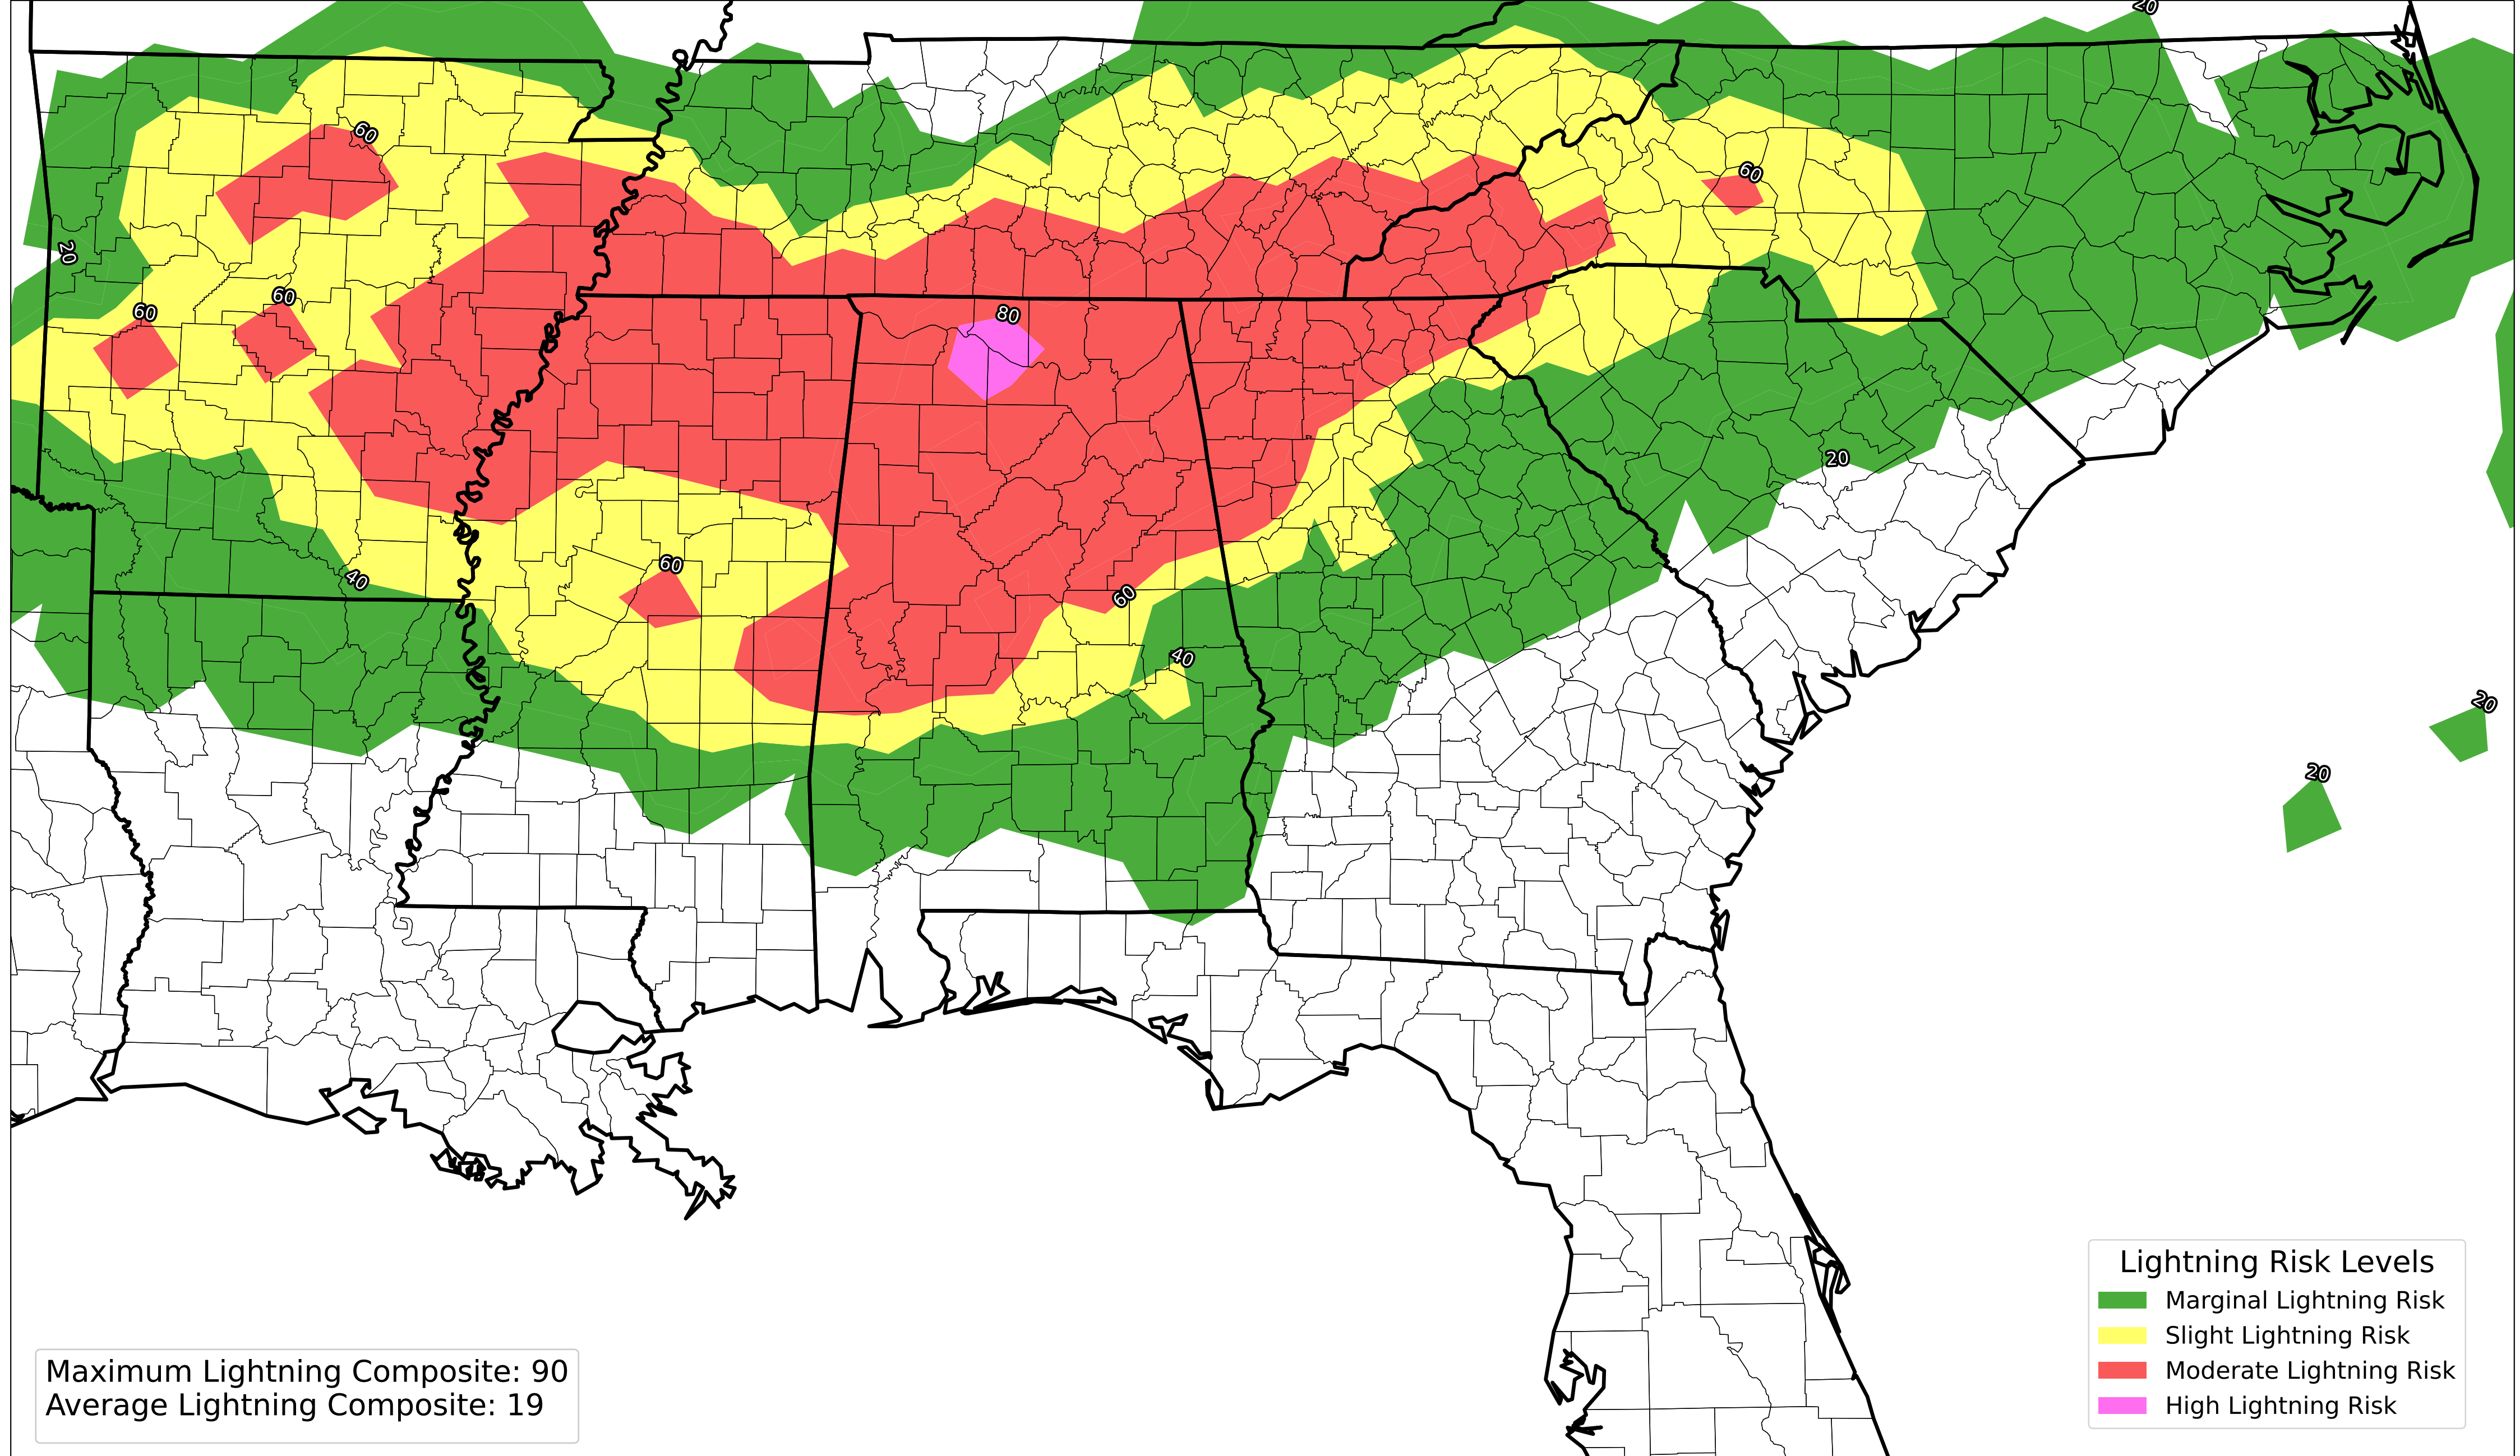 20
60
60
20
60
60
80
20
40
60
60
40
20
20
Lightning Risk Levels
Marginal Lightning Risk
Slight Lightning Risk
Moderate Lightning Risk
High Lightning Risk
Maximum Lightning Composite: 90
Average Lightning Composite: 19